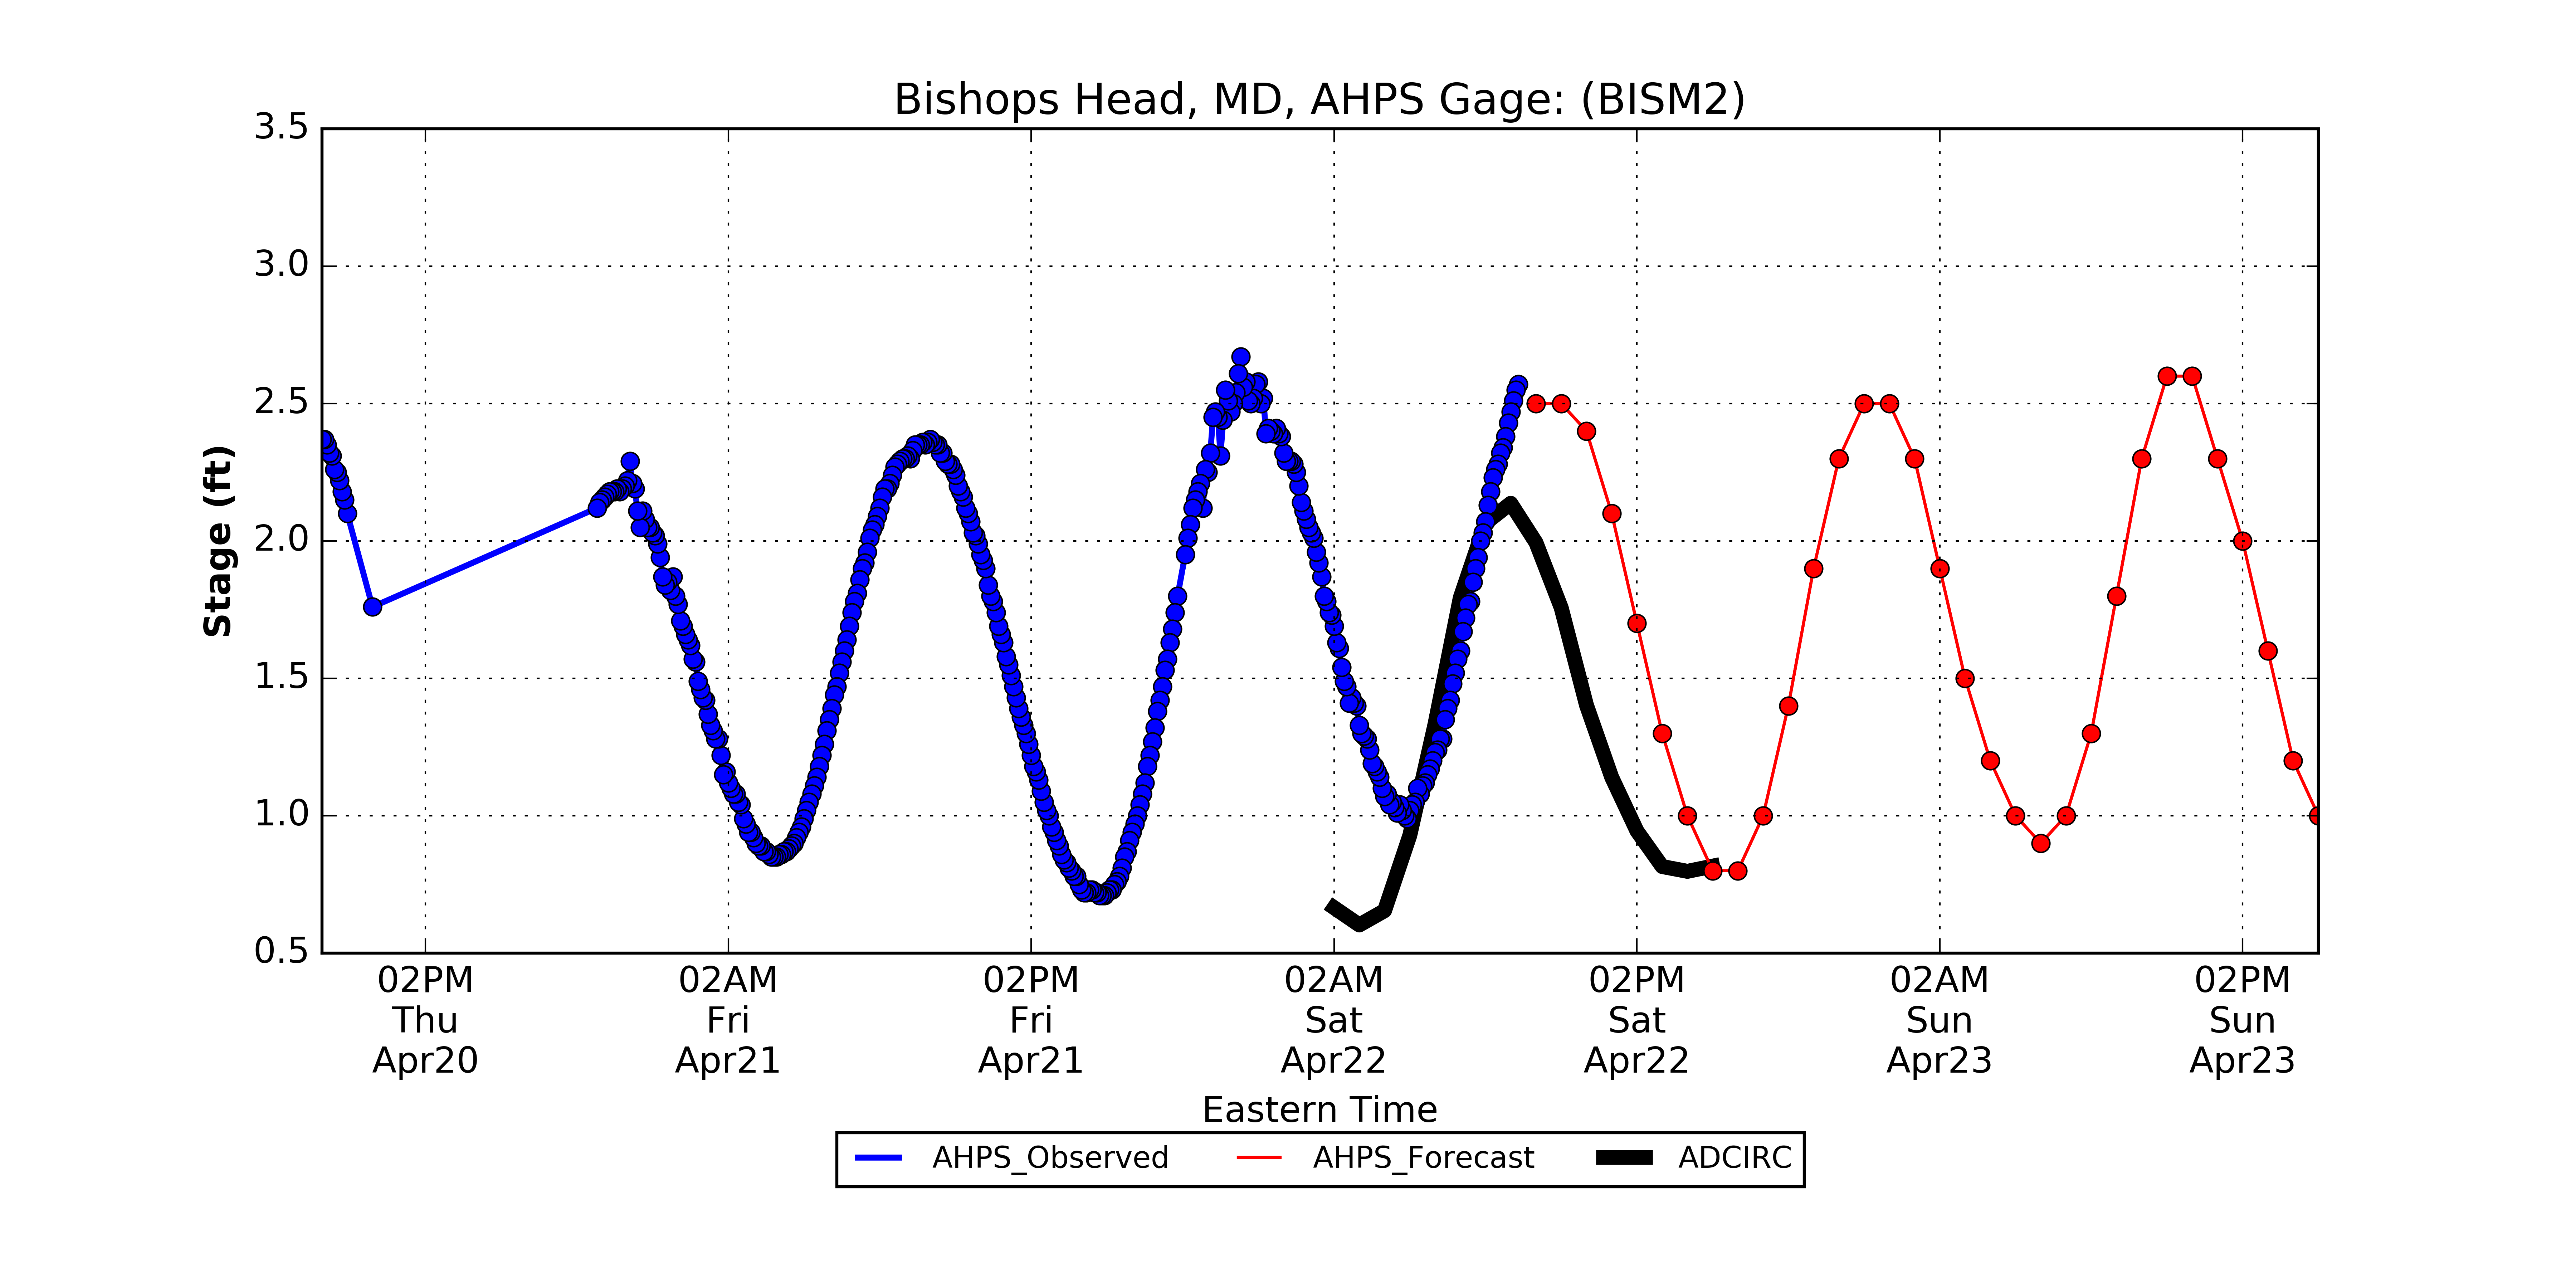 Bishops Head, MD, AHPS Gage: (BISM2)
3.5
3.0
2.5
2.0
1.5
1.0
0.5
Stage (ft)
02PM 02AM 02PM 02AM 02PM 02AM 02PM
Thu Fri Fri Sat Sat Sun Sun
Apr20 Apr21 Apr21 Apr22 Apr22 Apr23 Apr23
Eastern Time
AHPS_Observed AHPS_Forecast ADCIRC